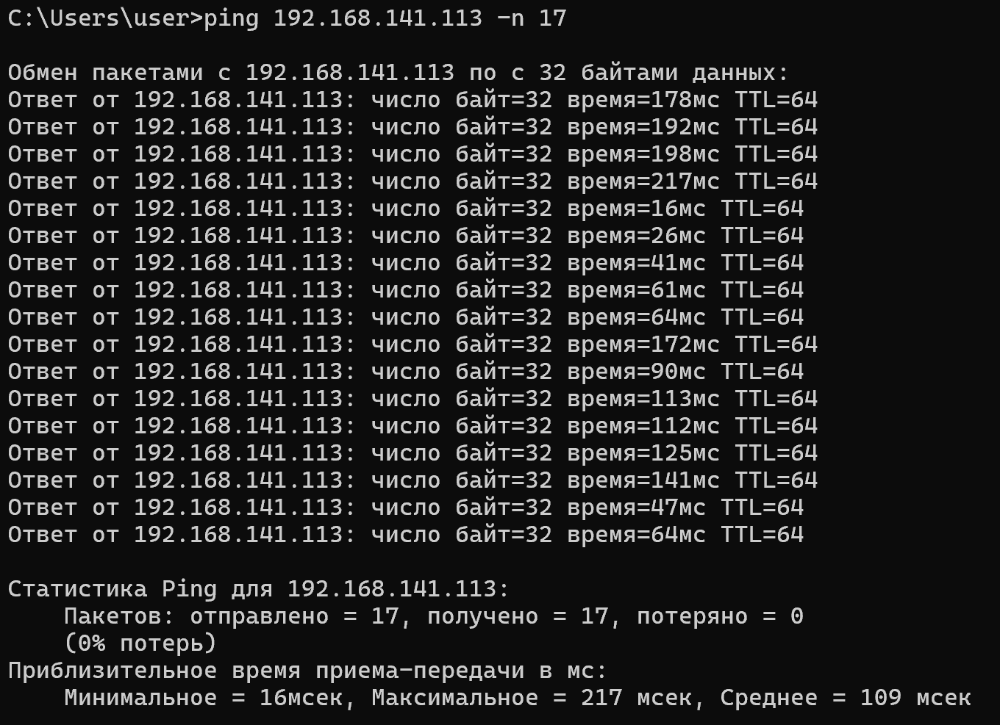 C:\Users\user>ping 192.168.141.113 -n 17
Обмен пакетами с 192.168.141.113 по с 32 байтами данных:
Ответ от 192.168.141.113: число байт=32 время=178мс TTL=64
Ответ от 192.168.141.113: число байт=32 время=192мс TTL=64
Ответ от 192.168.141.113: число байт=32 время=198мс TTL=64
Ответ от 192.168.141.113: число байт=32 время=217мс TTL=64
Ответ от 192.168.141.113: число байт=32 время=16мс TTL=64
Ответ от 192.168.141.113: число байт=32 время=26мс TTL=64
Ответ от 192.168.141.113: число байт=32 время=41мс TTL=64
Ответ от 192.168.141.113: число байт=32 время=61мс TTL=64
Ответ от 192.168.141.113: число байт=32 время=64мс TTL=64
Ответ от 192.168.141.113: число байт=32 время=172мс TTL=64
Ответ от 192.168.141.113: число байт=32 время=90мс TTL=64
Ответ от 192.168.141.113: число байт=32 время=113мс TTL=64
Ответ от 192.168.141.113: число байт=32 время=112мс TTL=64
Ответ от 192.168.141.113: число байт=32 время=125мс TTL=64
Ответ от 192.168.141.113: число байт=32 время=141мс TTL=64
Ответ от 192.168.141.113: число байт=32 время=47мс TTL=64
Ответ от 192.168.141.113: число байт=32 время=64мс TTL=64
Статистика Ping для 192.168.141.113:
Пакетов: отправлено = 17, получено = 17, потеряно = 0
(0% потерь)
Приблизительное время приема-передачи в мс:
Минимальное = 16мсек, Максимальное = 217 мсек, Среднее = 109 мсек